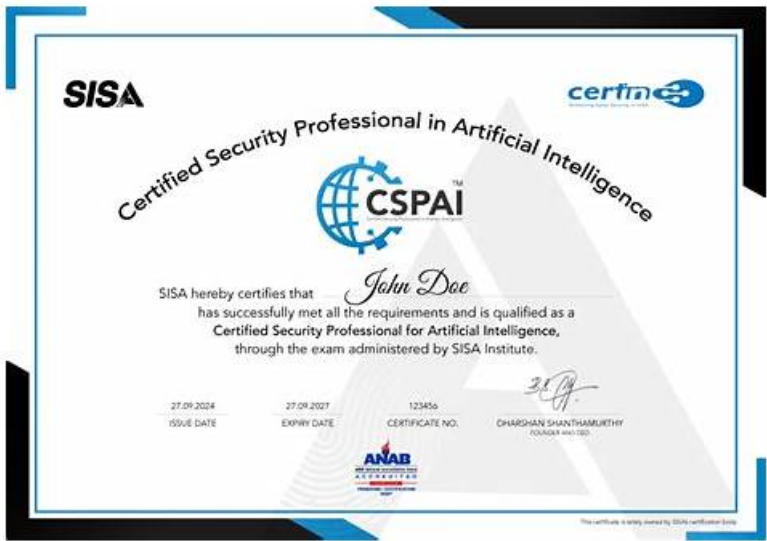 SISA
certin
Certified Security Professional in Artificial Intelligence
CSPAI™
SISA hereby certifies that John Doe
has successfully met all the requirements and is qualified as a
Certified Security Professional for Artificial Intelligence,
through the exam administered by SISA Institute.
27.09.2024 27.09.2027 123456
ISSUE DATE EXPIRY DATE CERTIFICATE NO. DHARSHAN SHANTHAMURTHY
FOUNDER AND CEO
ANAB
ACCREDITED